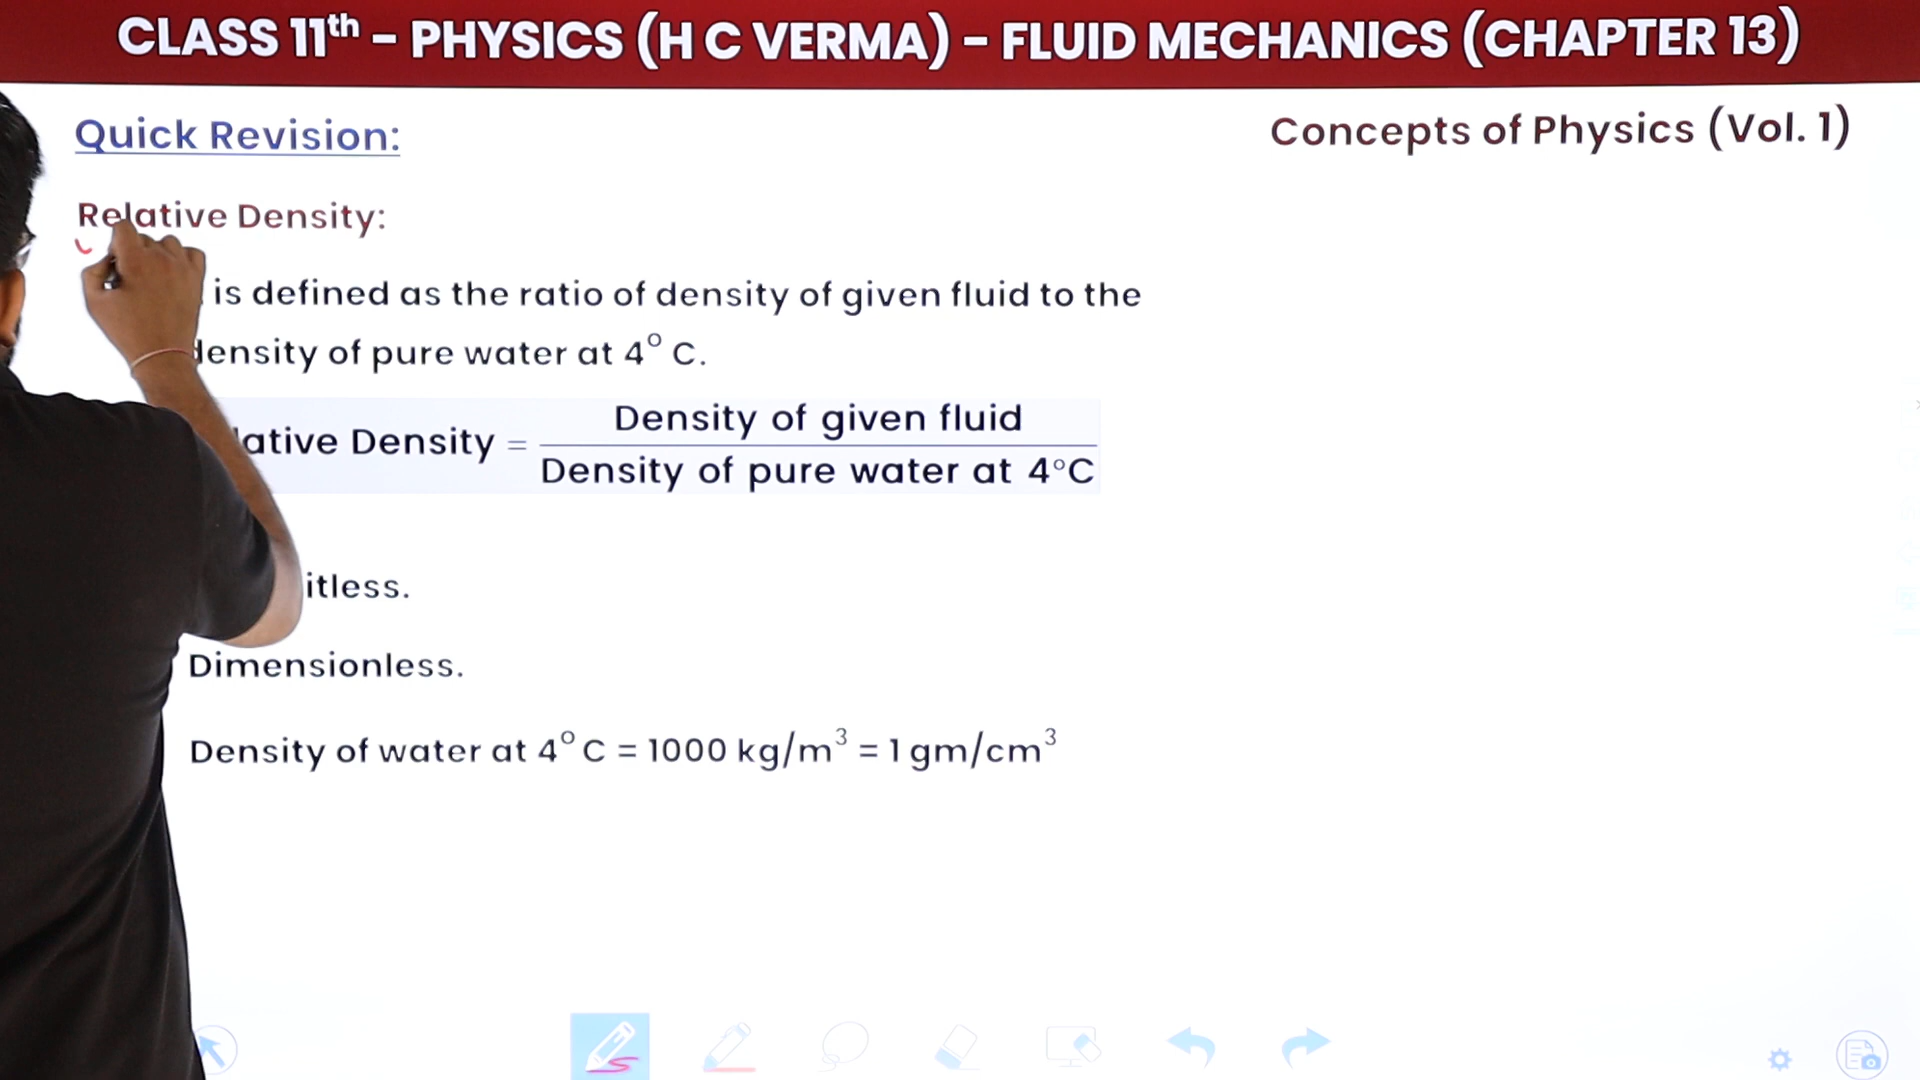 CLASS 11th - PHYSICS (H C VERMA) - FLUID MECHANICS (CHAPTER 13)
Quick Revision:
Concepts of Physics (Vol. 1)
Relative Density:
is defined as the ratio of density of given fluid to the
density of pure water at 4° C.
Density = Density of given fluid
Density of pure water at 4°C
Dimensionless.
Density of water at 4° C = 1000 kg/m³ = 1 gm/cm³